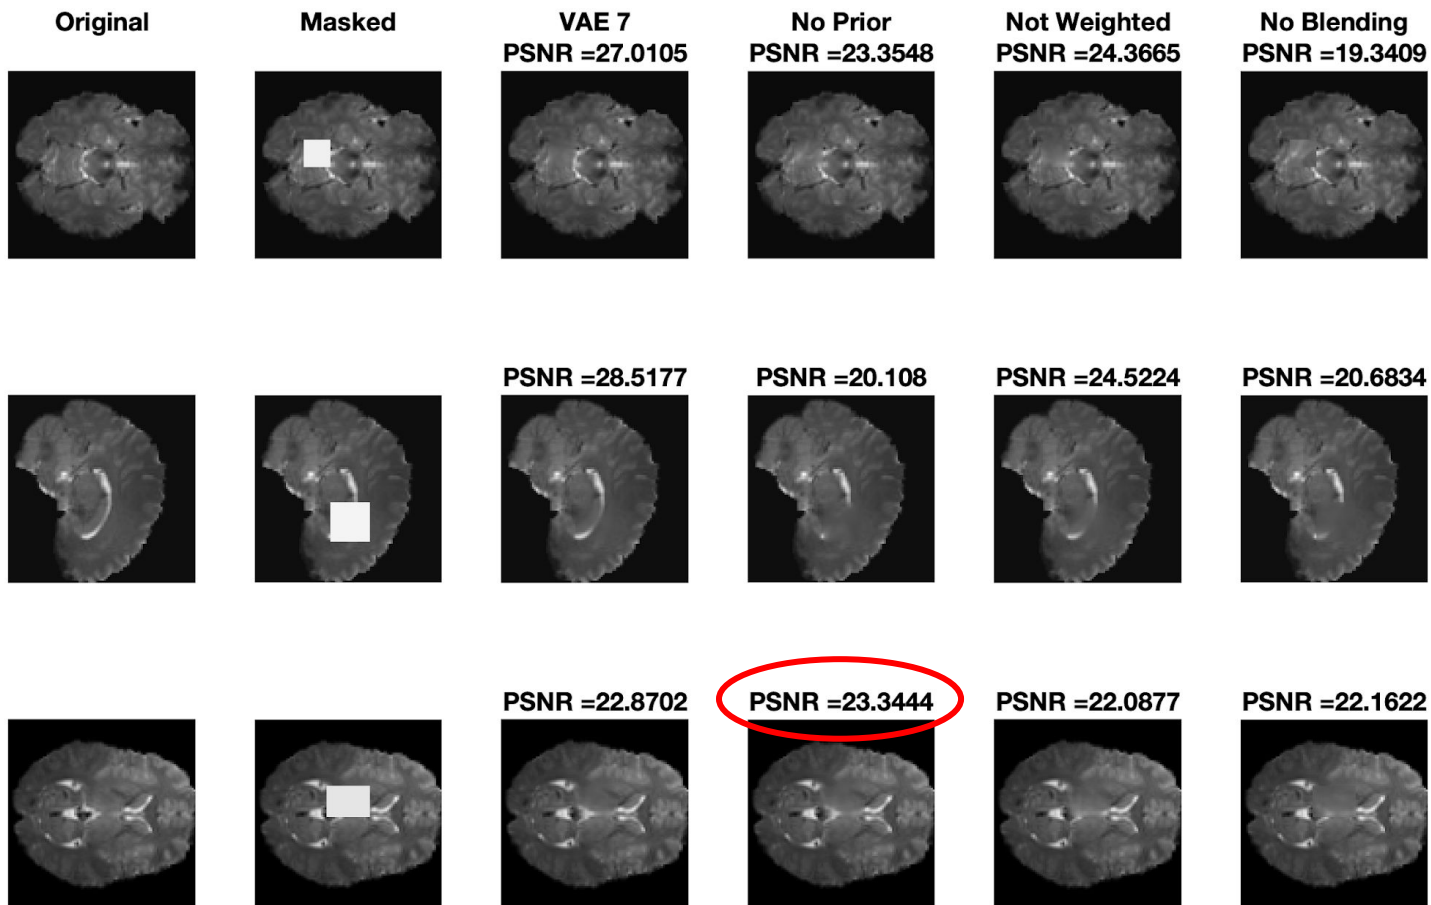 Original
Masked
VAE 7
No Prior
Not Weighted
No Blending
PSNR =27.0105
PSNR =23.3548
PSNR =24.3665
PSNR =19.3409
PSNR =28.5177
PSNR =20.108
PSNR =24.5224
PSNR =20.6834
PSNR =22.8702
PSNR =23.3444
PSNR =22.0877
PSNR =22.1622